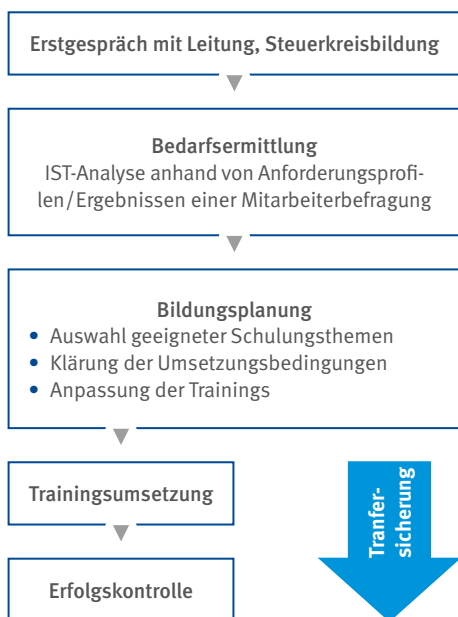 Erstgespräch mit Leitung, Steuerkreisbildung
Bedarfsermittlung
IST-Analyse anhand von Anforderungsprofi-
len/Ergebnissen einer Mitarbeiterbefragung
Bildungsplanung
• Auswahl geeigneter Schulungsthemen
• Klärung der Umsetzungsbedingungen
• Anpassung der Trainings
Trainingsumsetzung
Erfolgskontrolle
Tranfer-
sicherung